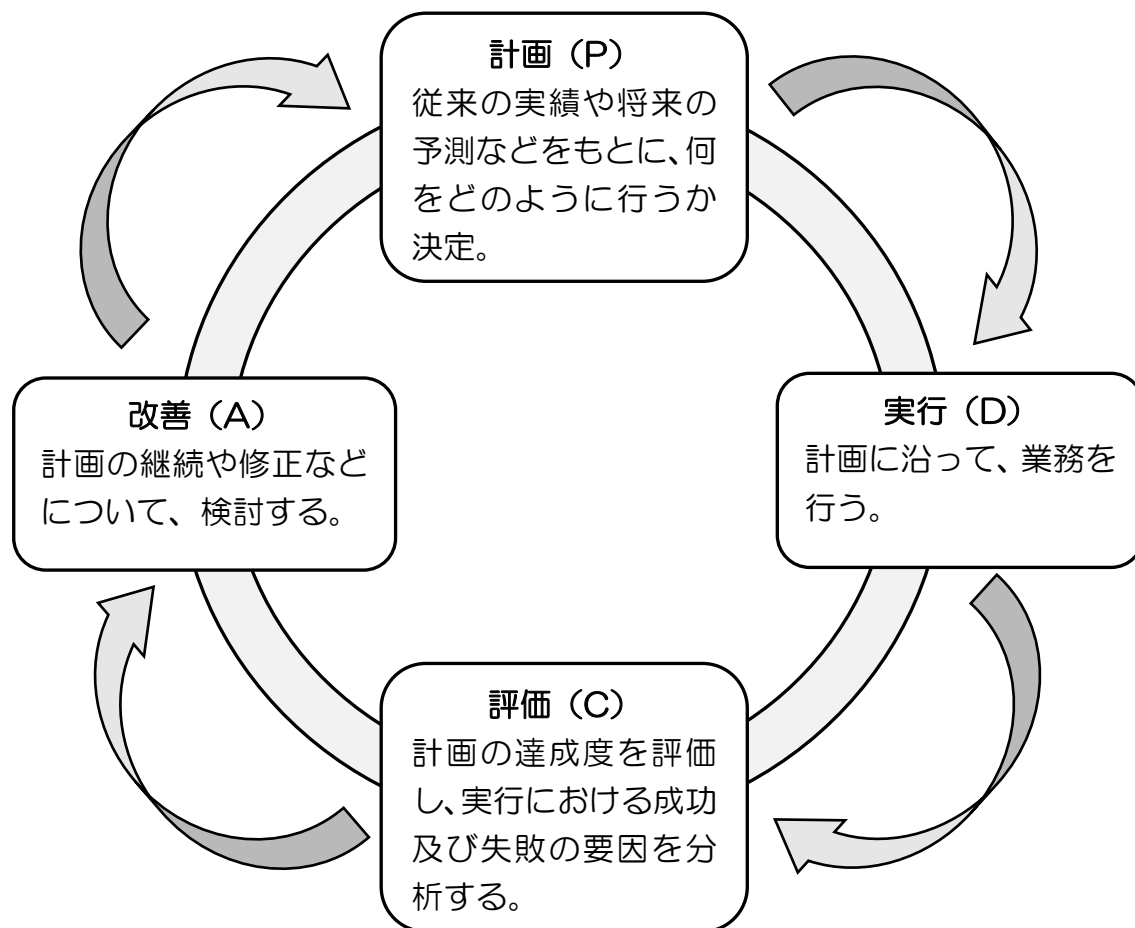 計画（P）
従来の実績や将来の
予測などをもとに、何
をどのように行うか
決定。
実行（D）
計画に沿って、業務を
行う。
評価（C）
計画の達成度を評価
し、実行における成功
及び失敗の要因を分
析する。
改善（A）
計画の継続や修正など
について、検討する。